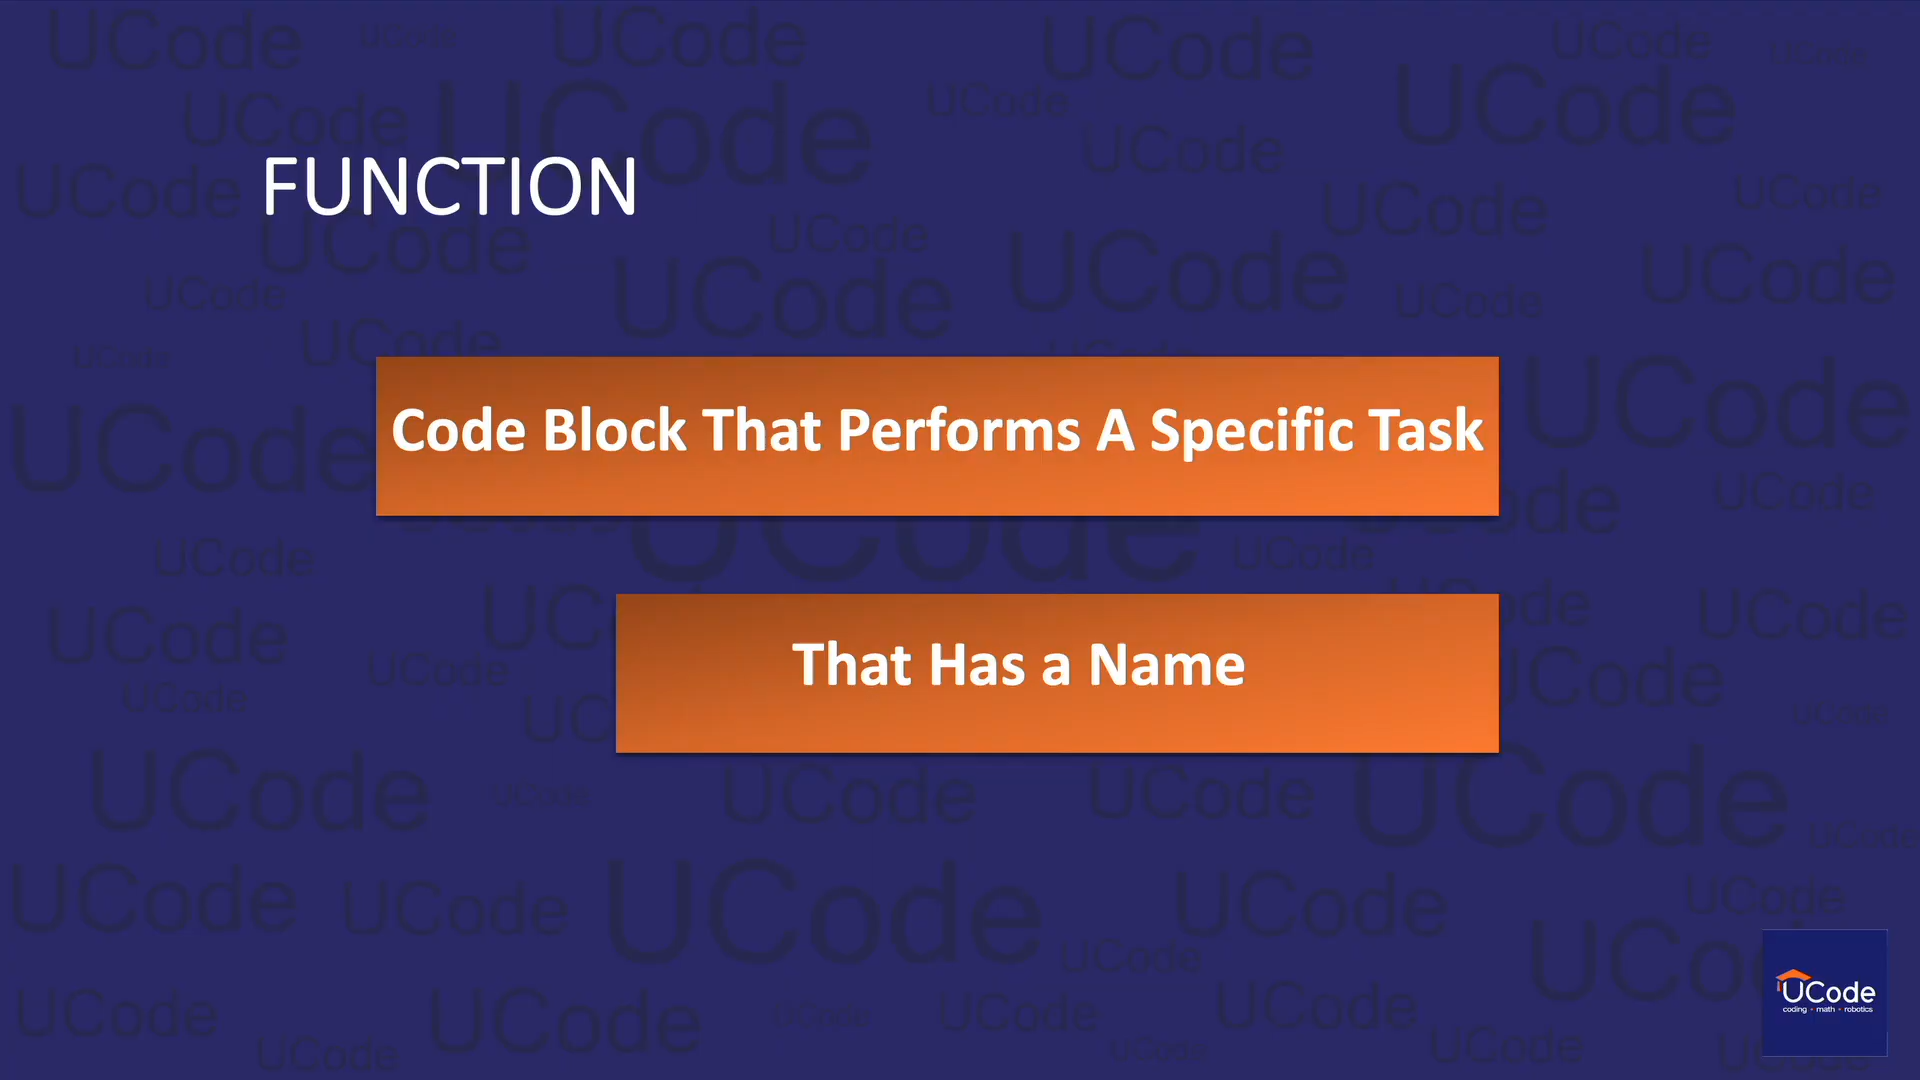 FUNCTION
Code Block That Performs A Specific Task
That Has a Name
UCode
coding • math • robotics